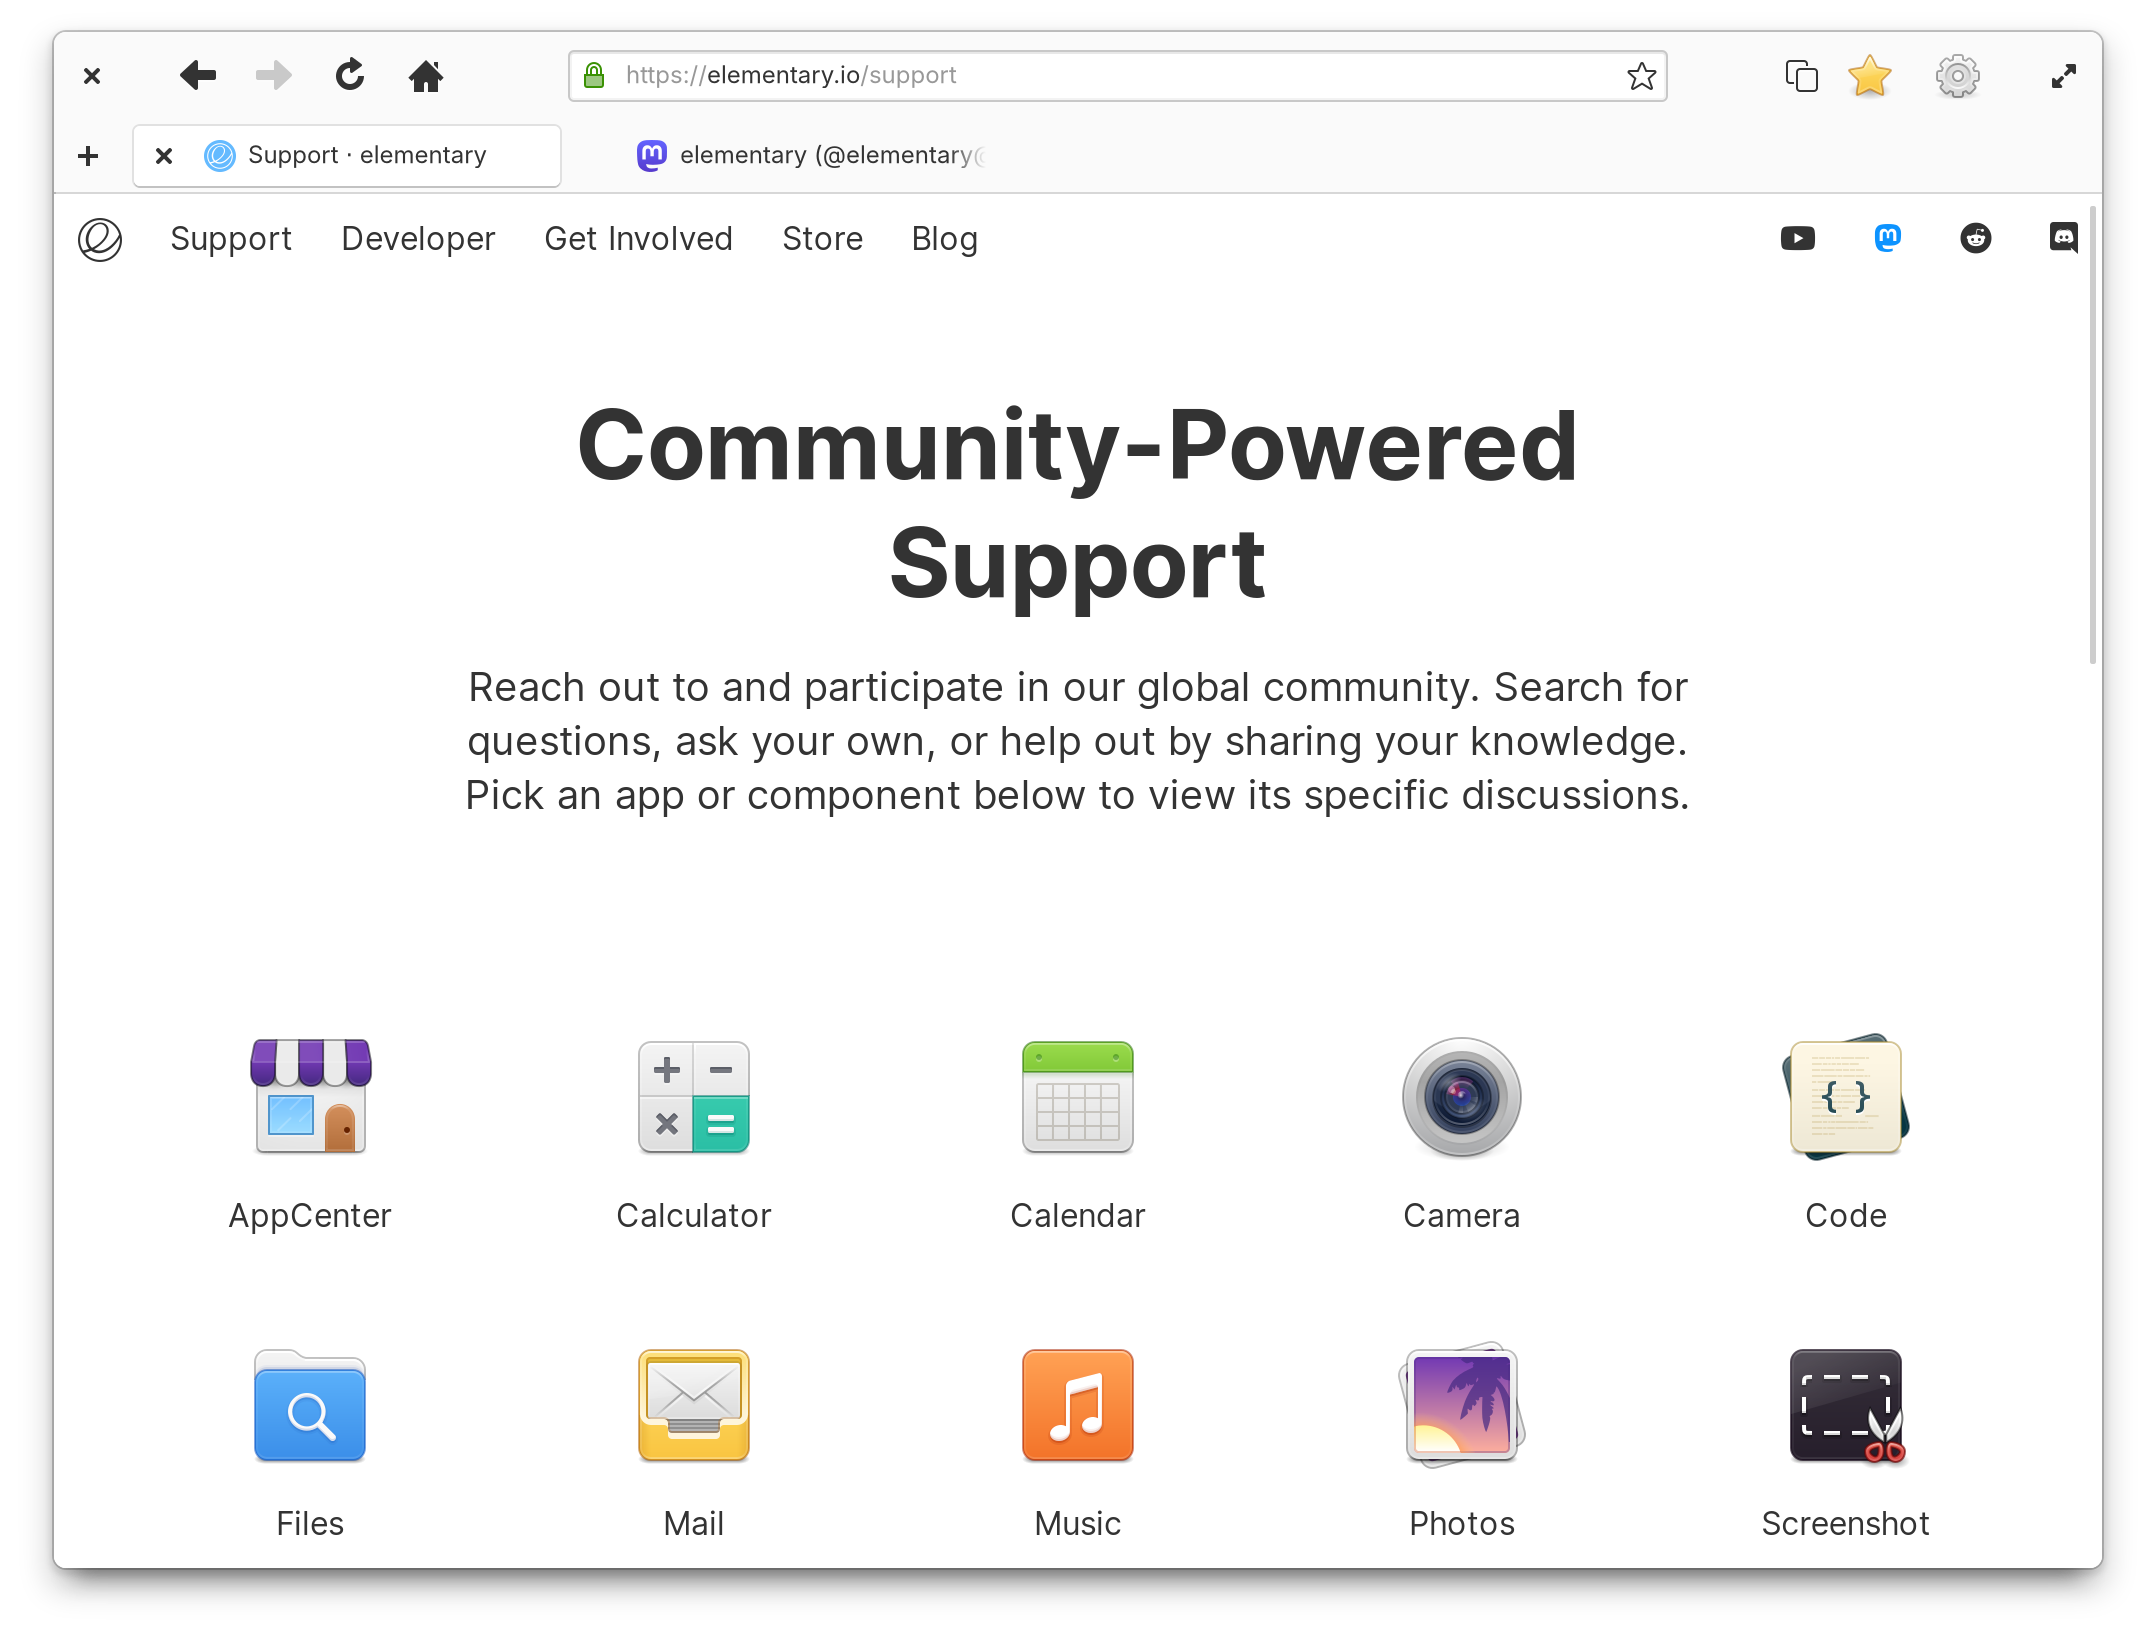 https://elementary.io/support
Support · elementary
elementary (@elementary@
Support Developer Get Involved Store Blog
Community-Powered
Support
Reach out to and participate in our global community. Search for
questions, ask your own, or help out by sharing your knowledge.
Pick an app or component below to view its specific discussions.
AppCenter Calculator Calendar Camera Code
Files Mail Music Photos Screenshot